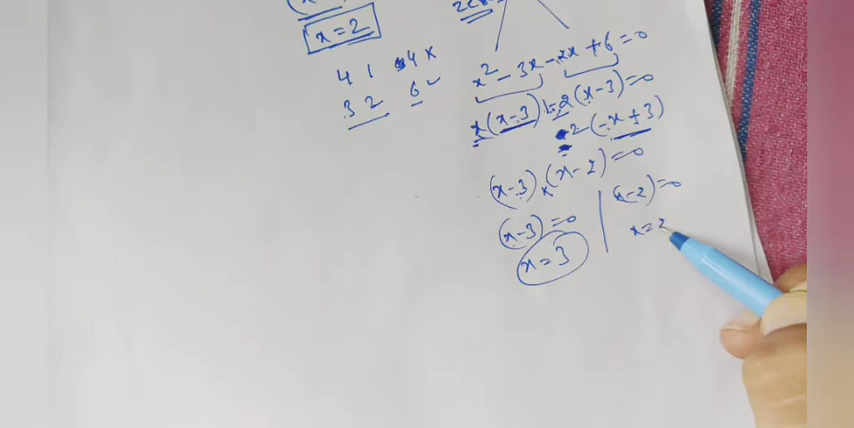 x = 2
4 1 4 x
3 2 6 ✓
x² - 3x - 2x + 6 = 0
x(x-3) - 2(x-3) = 0
2(-x+3)
(x-3) x (x-2) = 0
(x-3) = 0 (x-2) = 0
x = 3 x = 2